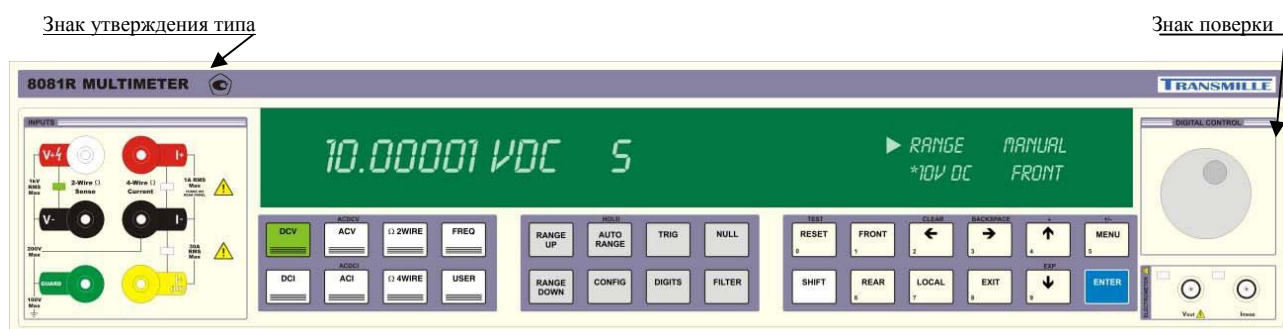 Знак утверждения типа
Знак поверки
8081R MULTIMETER
TRANSMILLE
INPUTS
DIGITAL CONTROL
V+
I+
1kV RMS Max
2-Wire Ω Sense
4-Wire Ω Current
1A RMS Max
V-
I-
200V Max
30A RMS Max
GUARD
100V Max
10.00001 VDC S
RANGE MANUAL
*10V DC FRONT
ACDCV
HOLD
TEST CLEAR BACKSPACE + +/-
DCV ACV Ω 2WIRE FREQ
RANGE UP AUTO RANGE TRIG NULL
RESET FRONT MENU
0 1 2 3 4 5
ACDCI
EXP
DCI ACI Ω 4WIRE USER
RANGE DOWN CONFIG DIGITS FILTER
SHIFT REAR LOCAL EXIT ENTER
6 7 8 9
ELECTROMETER
Vout Imeas